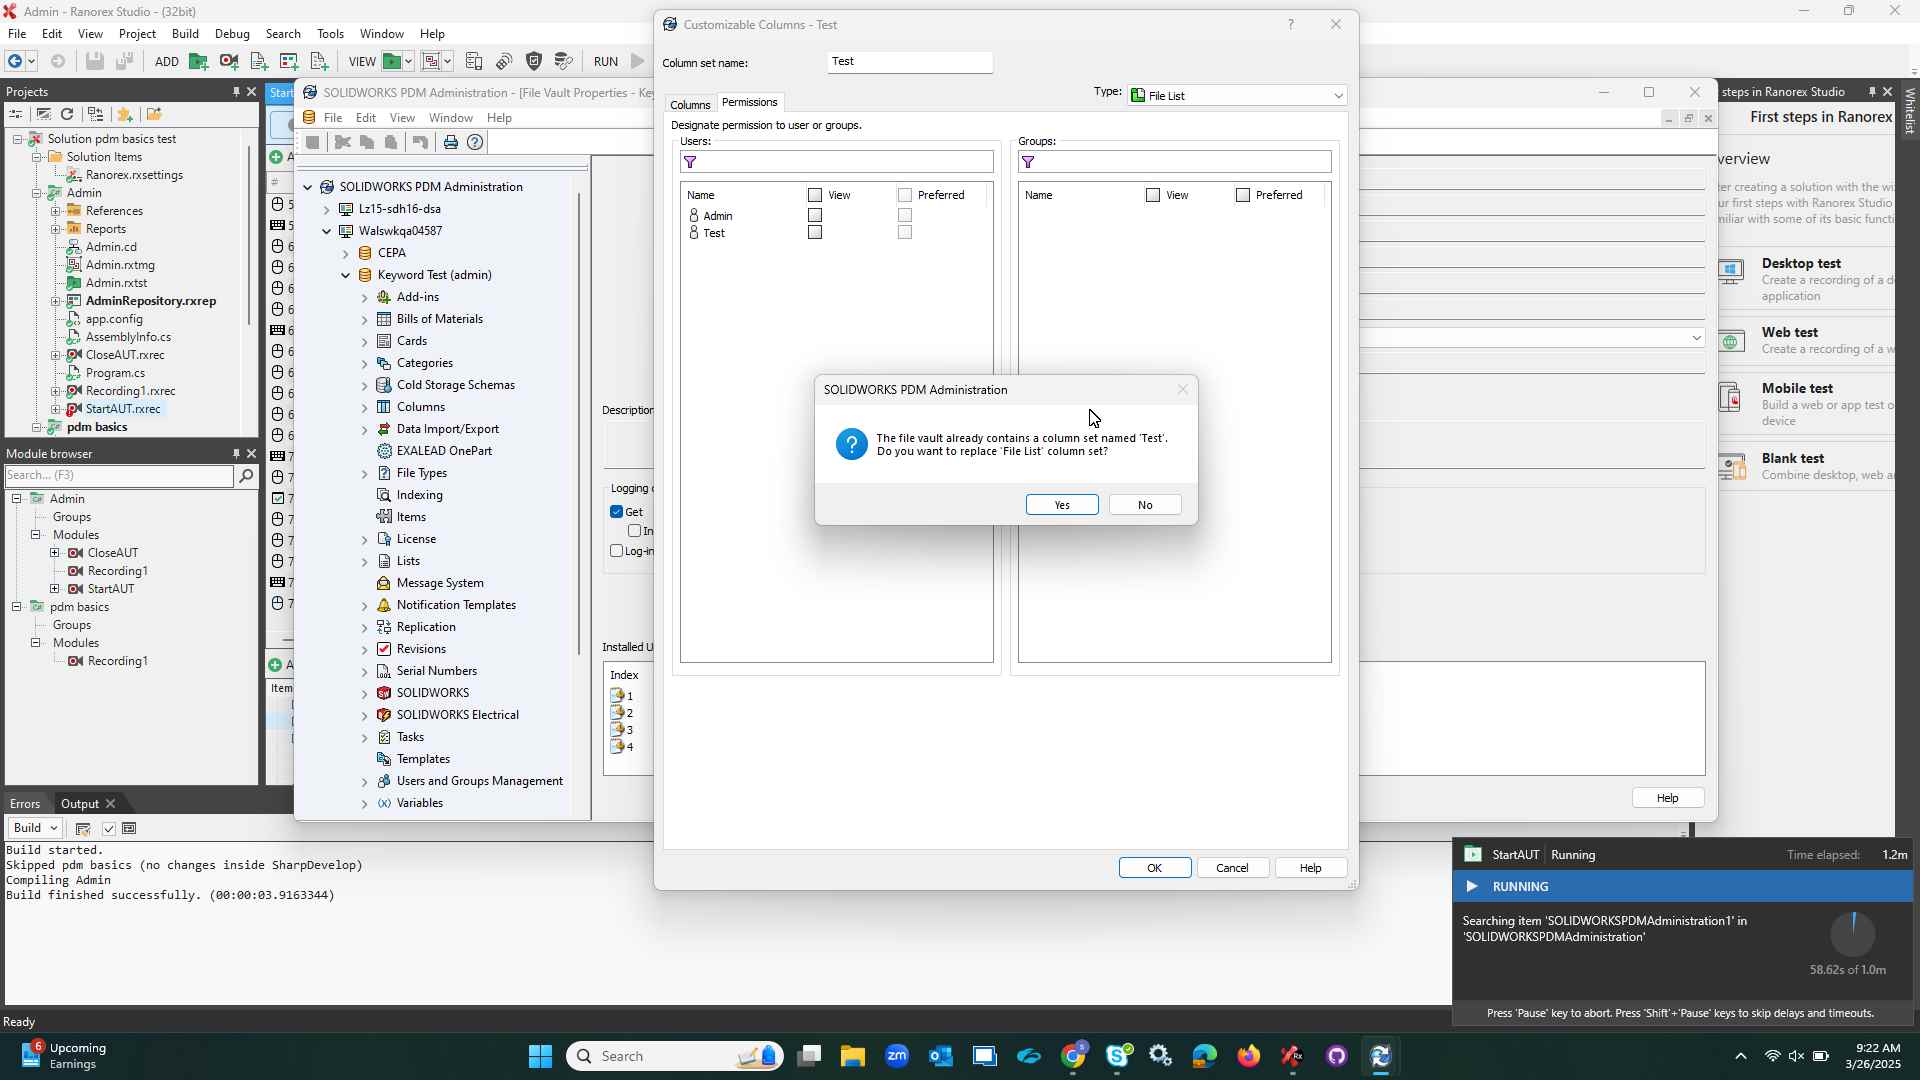 Admin - Ranorex Studio - (32bit)
File Edit View Project Build Debug Search Tools Window Help
ADD VIEW RUN
Projects
Solution pdm basics test
Solution Items
Ranorex.rxsettings
Admin
References
Reports
Admin.cd
Admin.rxtmg
Admin.rxtst
AdminRepository.rxrep
app.config
AssemblyInfo.cs
CloseAUT.rxrec
Program.cs
Recording1.rxrec
StartAUT.rxrec
pdm basics
Module browser
Search... (F3)
Admin
Groups
Modules
CloseAUT
Recording1
StartAUT
pdm basics
Groups
Modules
Recording1
Errors Output
Build
Build started.
Skipped pdm basics (no changes inside SharpDevelop)
Compiling Admin
Build finished successfully. (00:00:03.9163344)
Ready
Start
#
Item
SOLIDWORKS PDM Administration - [File Vault Properties - Key
File Edit View Window Help
SOLIDWORKS PDM Administration
Lz15-sdh16-dsa
Walswkqa04587
CEPA
Keyword Test (admin)
Add-ins
Bills of Materials
Cards
Categories
Cold Storage Schemas
Columns
Data Import/Export
EXALEAD OnePart
File Types
Indexing
Items
License
Lists
Message System
Notification Templates
Replication
Revisions
Serial Numbers
SOLIDWORKS
SOLIDWORKS Electrical
Tasks
Templates
Users and Groups Management
Variables
Description
Logging
Get
In
Log-in
Installed U
Index
1
2
3
4
Help
Customizable Columns - Test
Column set name: Test
Type: File List
Columns Permissions
Designate permission to user or groups.
Users: Groups:
Name View Preferred Name View Preferred
Admin
Test
OK Cancel Help
SOLIDWORKS PDM Administration
The file vault already contains a column set named 'Test'.
Do you want to replace 'File List' column set?
Yes No
steps in Ranorex Studio
Whitelist
First steps in Ranorex
verview
ter creating a solution with the wi
ur first steps with Ranorex Studio
miliar with some of its basic functi
Desktop test
Create a recording of a d
application
Web test
Create a recording of a w
Mobile test
Build a web or app test o
device
Blank test
Combine desktop, web a
StartAUT Running Time elapsed: 1.2m
RUNNING
Searching item 'SOLIDWORKSPDMAdministration1' in
'SOLIDWORKSPDMAdministration'
58.62s of 1.0m
Press 'Pause' key to abort. Press 'Shift'+'Pause' keys to skip delays and timeouts.
6
Upcoming
Earnings
Search
zm
9:22 AM
3/26/2025